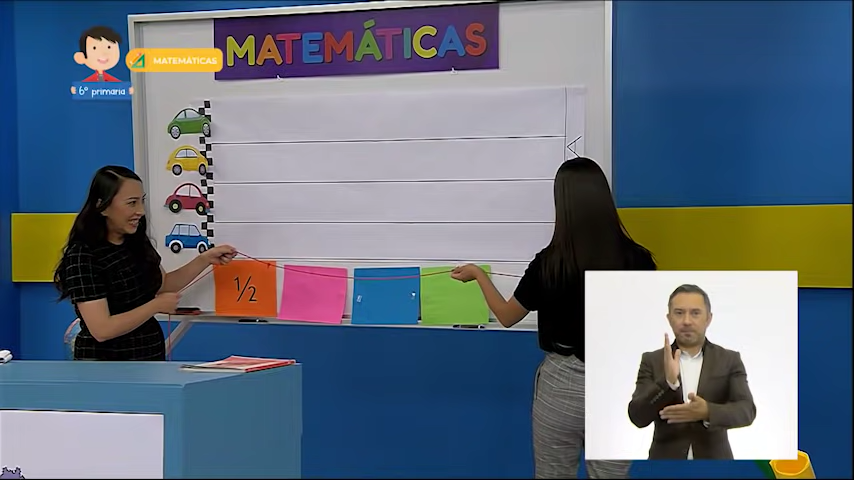 MATEMÁTICAS
MATEMÁTICAS
6º primaria
A
1/2